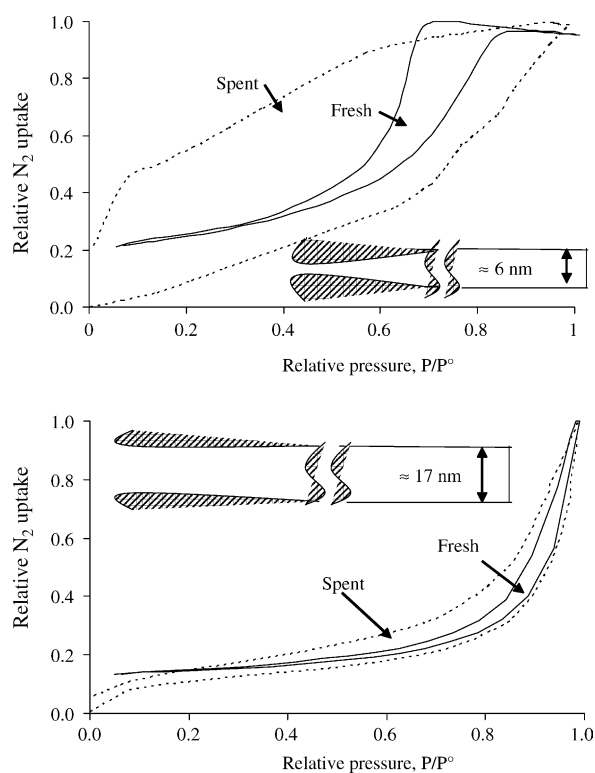 1.0
0.8
0.6
0.4
0.2
0.0
Relative N₂ uptake
Spent
Fresh
≈ 6 nm
0 0.2 0.4 0.6 0.8 1
Relative pressure, P/P°
1.0
0.8
0.6
0.4
0.2
0.0
Relative N₂ uptake
≈ 17 nm
Fresh
Spent
0.0 0.2 0.4 0.6 0.8 1.0
Relative pressure, P/P°